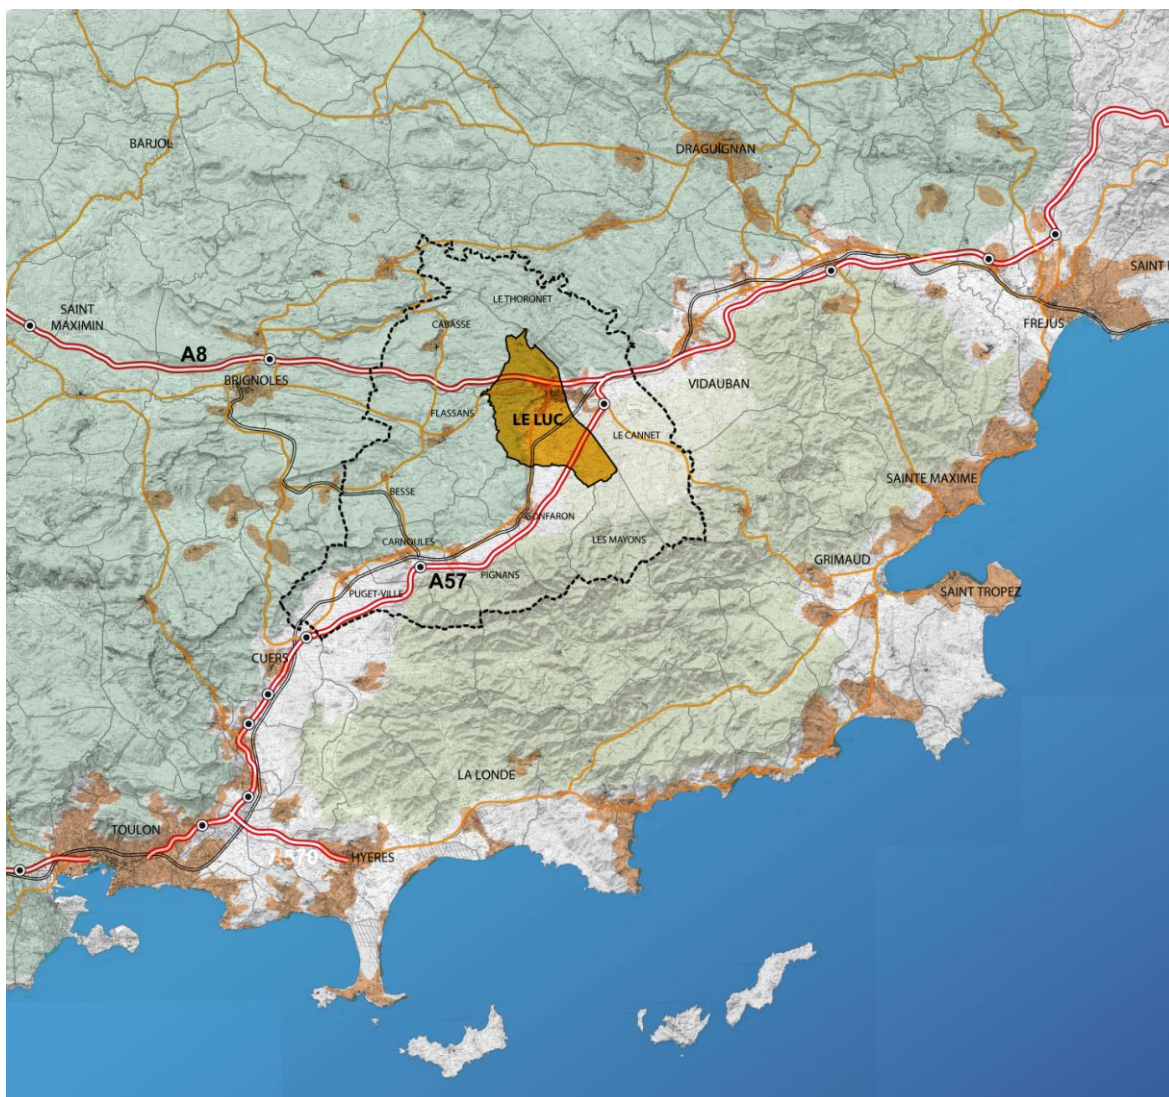 BARJOL
DRAGUIGNAN
SAINT
LE THORONET
SAINT
MAXIMIN
CABASSE
FREJUS
A8
BRIGNOLES
VIDAUBAN
FLASSANS
LE LUC
LE CANNET
SAINTE MAXIME
BESSE
GONFARON
CARNOULES
LES MAYONS
GRIMAUD
A57
PIGNANS
PUGET-VILLE
SAINT TROPEZ
CUERS
LA LONDE
TOULON
HYERES